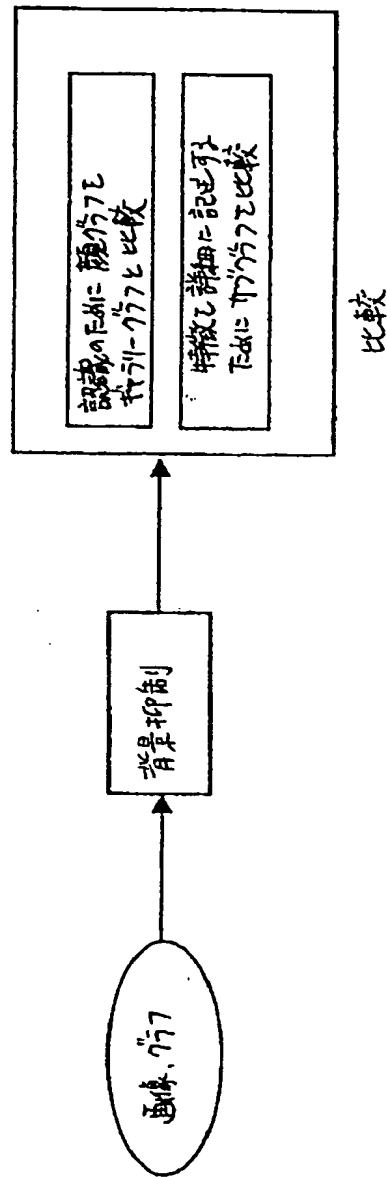 画像、グラフ
背景抑制
認識のために顔グラフを
ギャラリーグラフと比較
特徴を詳細に記述する
ためにサブグラフで比較
比較